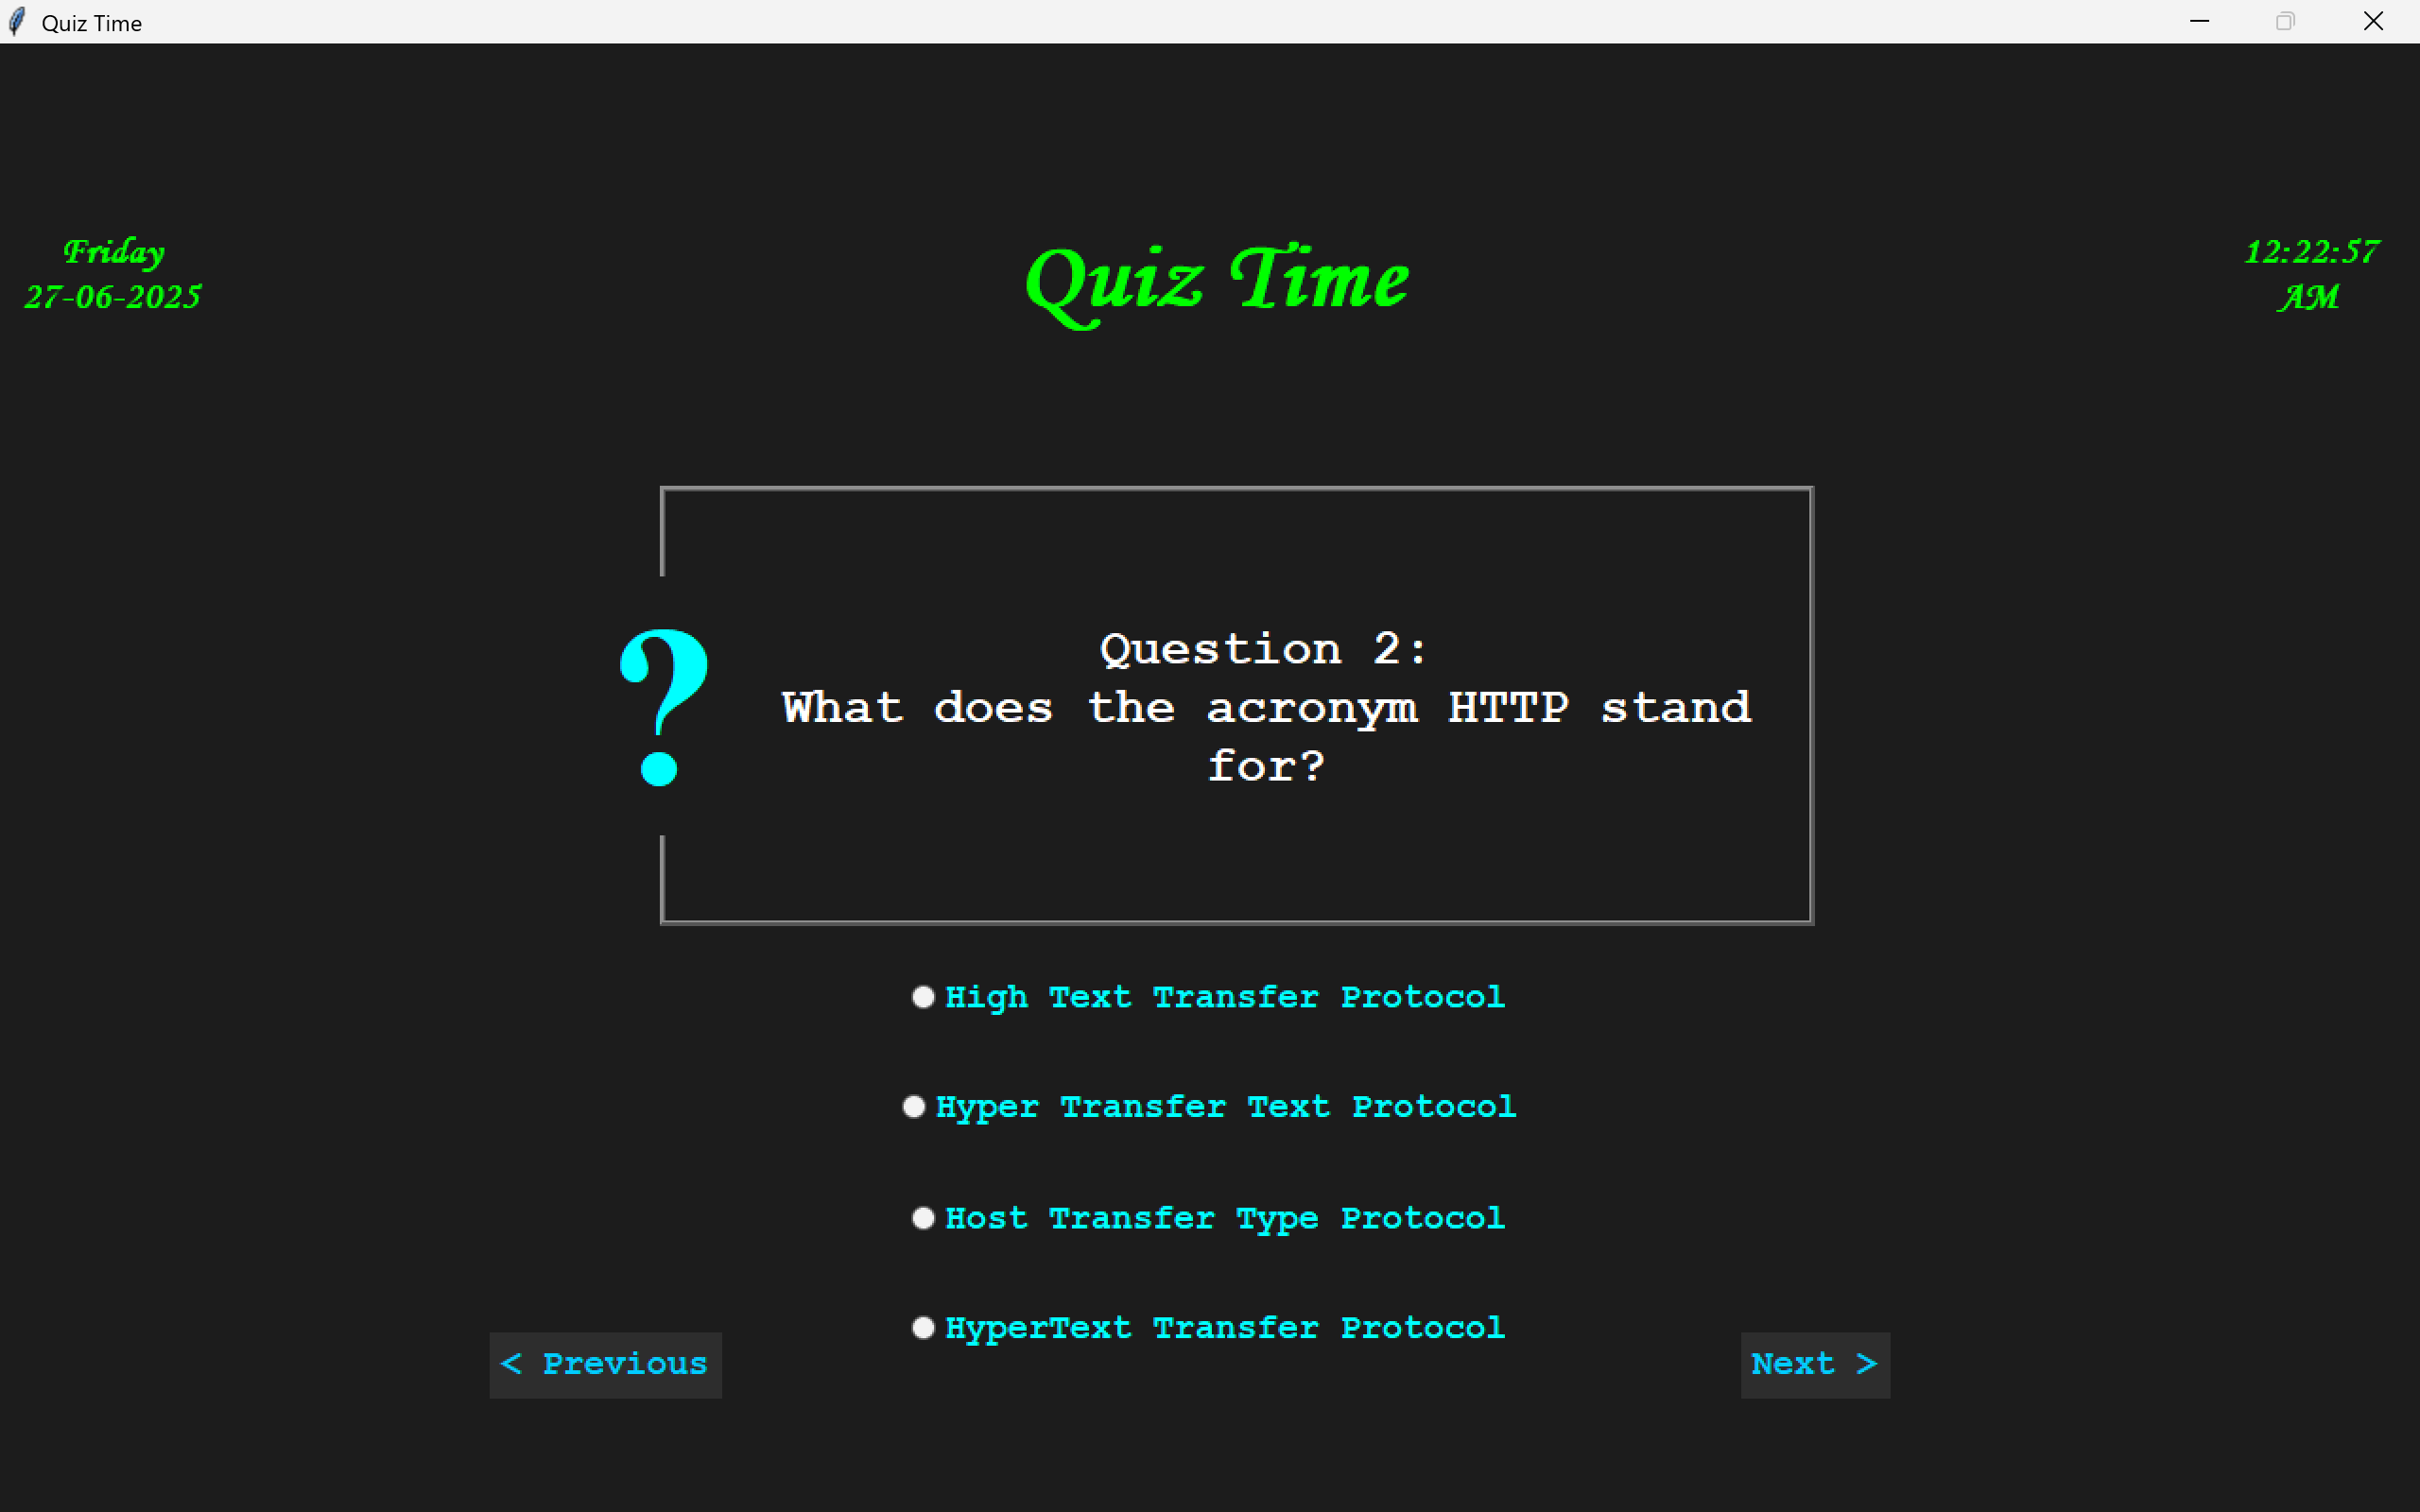 Quiz Time
Friday
27-06-2025
Quiz Time
12:22:57
AM
?
Question 2:
What does the acronym HTTP stand
for?
High Text Transfer Protocol
Hyper Transfer Text Protocol
Host Transfer Type Protocol
HyperText Transfer Protocol
< Previous
Next >